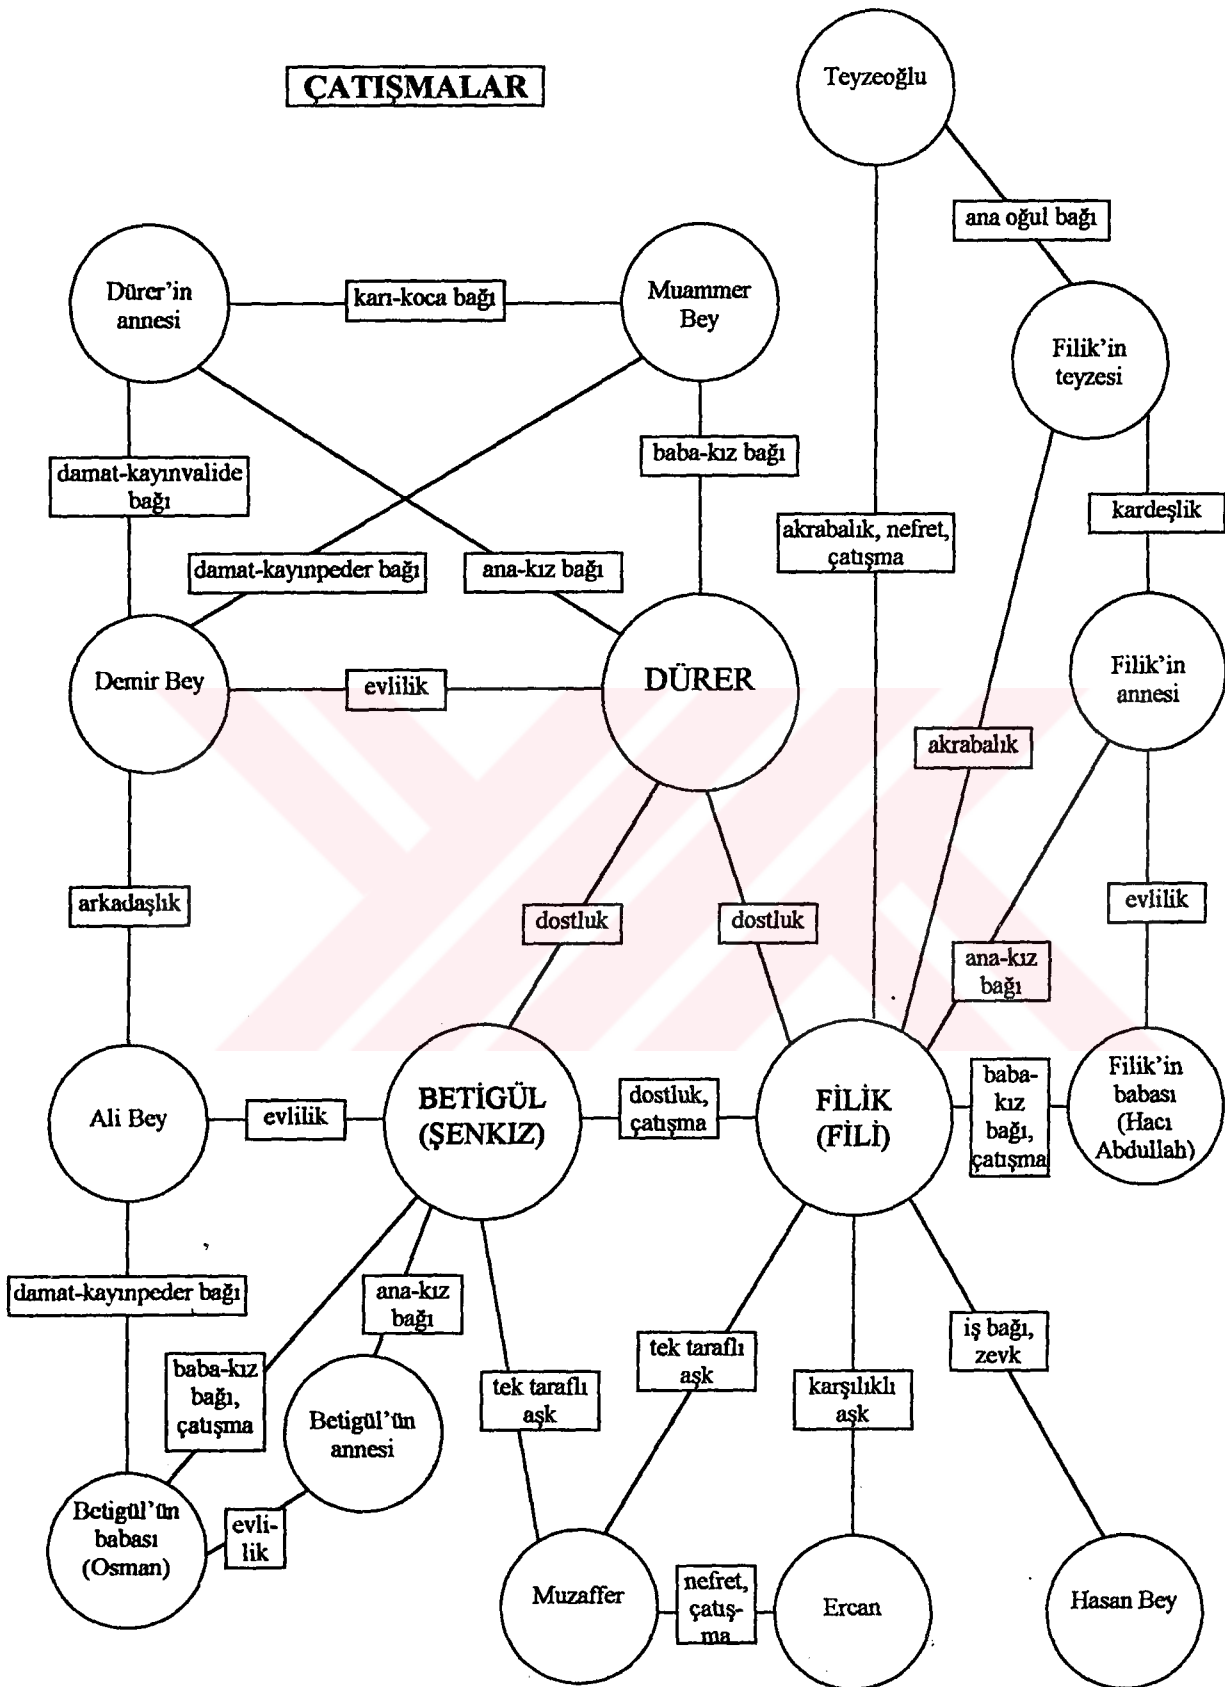 ÇATIŞMALAR
Teyzeoğlu
ana oğul bağı
Dürer'in
annesi
karı-koca bağı
Muammer
Bey
Filik'in
teyzesi
damat-kayınvalide
bağı
baba-kız bağı
kardeşlik
akrabalık, nefret,
çatışma
damat-kayınpeder bağı
ana-kız bağı
Demir Bey
evlilik
DÜRER
Filik'in
annesi
akrabalık
arkadaşlık
dostluk
dostluk
evlilik
ana-kız
bağı
Ali Bey
evlilik
BETİGÜL
(ŞENKIZ)
dostluk,
çatışma
FİLİK
(FİLİ)
baba-
kız
bağı,
çatışma
Filik'in
babası
(Hacı
Abdullah)
damat-kayınpeder bağı
ana-kız
bağı
baba-kız
bağı,
çatışma
tek taraflı
aşk
tek taraflı
aşk
karşılıklı
aşk
iş bağı,
zevk
Betigül'ün
annesi
Betigül'ün
babası
(Osman)
evli-
lik
Muzaffer
nefret,
çatış-
ma
Ercan
Hasan Bey